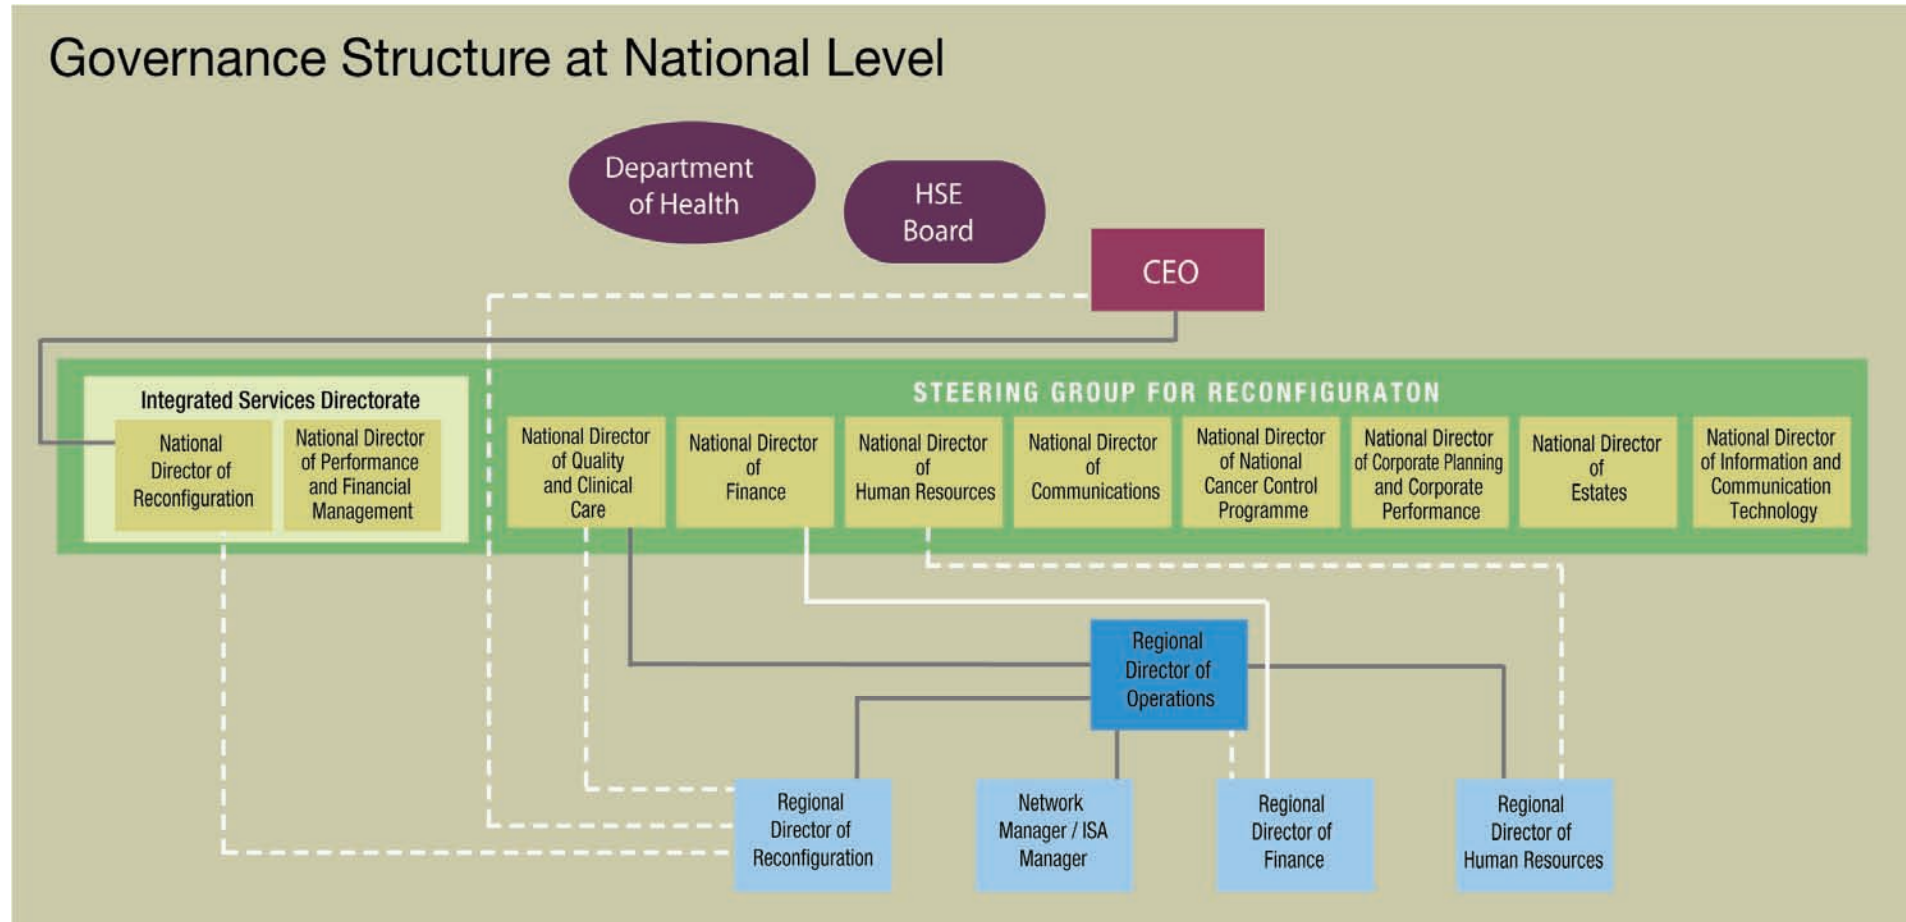 Governance Structure at National Level
Department
of Health
HSE
Board
CEO
STEERING GROUP FOR RECONFIGURATON
Integrated Services Directorate
National
Director of
Reconfiguration
National Director
of Performance
and Financial
Management
National Director
of Quality
and Clinical
Care
National Director
of
Finance
National Director
of
Human Resources
National Director
of
Communications
National Director
of National
Cancer Control
Programme
National Director
of Corporate Planning
and Corporate
Performance
National Director
of
Estates
National Director
of Information and
Communication
Technology
Regional
Director of
Operations
Regional
Director of
Reconfiguration
Network
Manager / ISA
Manager
Regional
Director of
Finance
Regional
Director of
Human Resources